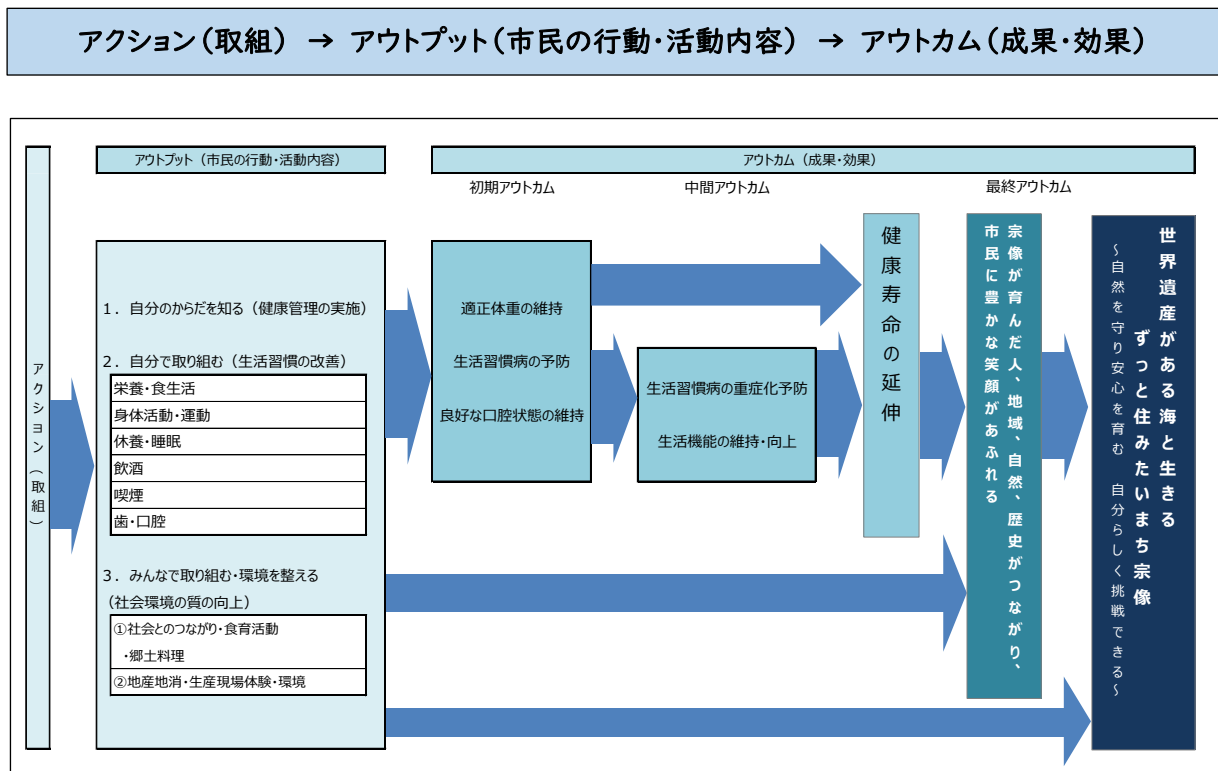 アクション(取組) → アウトプット(市民の行動・活動内容) → アウトカム(成果・効果)
アクション（取組）
アウトプット（市民の行動・活動内容）
アウトカム（成果・効果）
初期アウトカム
中間アウトカム
最終アウトカム
1．自分のからだを知る（健康管理の実施）
2．自分で取り組む（生活習慣の改善）
栄養・食生活
身体活動・運動
休養・睡眠
飲酒
喫煙
歯・口腔
3．みんなで取り組む・環境を整える
（社会環境の質の向上）
①社会とのつながり・食育活動
・郷土料理
②地産地消・生産現場体験・環境
適正体重の維持
生活習慣病の予防
良好な口腔状態の維持
生活習慣病の重症化予防
生活機能の維持・向上
健康寿命の延伸
宗像が育んだ人、地域、自然、歴史がつながり、
市民に豊かな笑顔があふれる
世界遺産がある海と生きる
ずっと住みたいまち宗像
～自然を守り安心を育む　自分らしく挑戦できる～